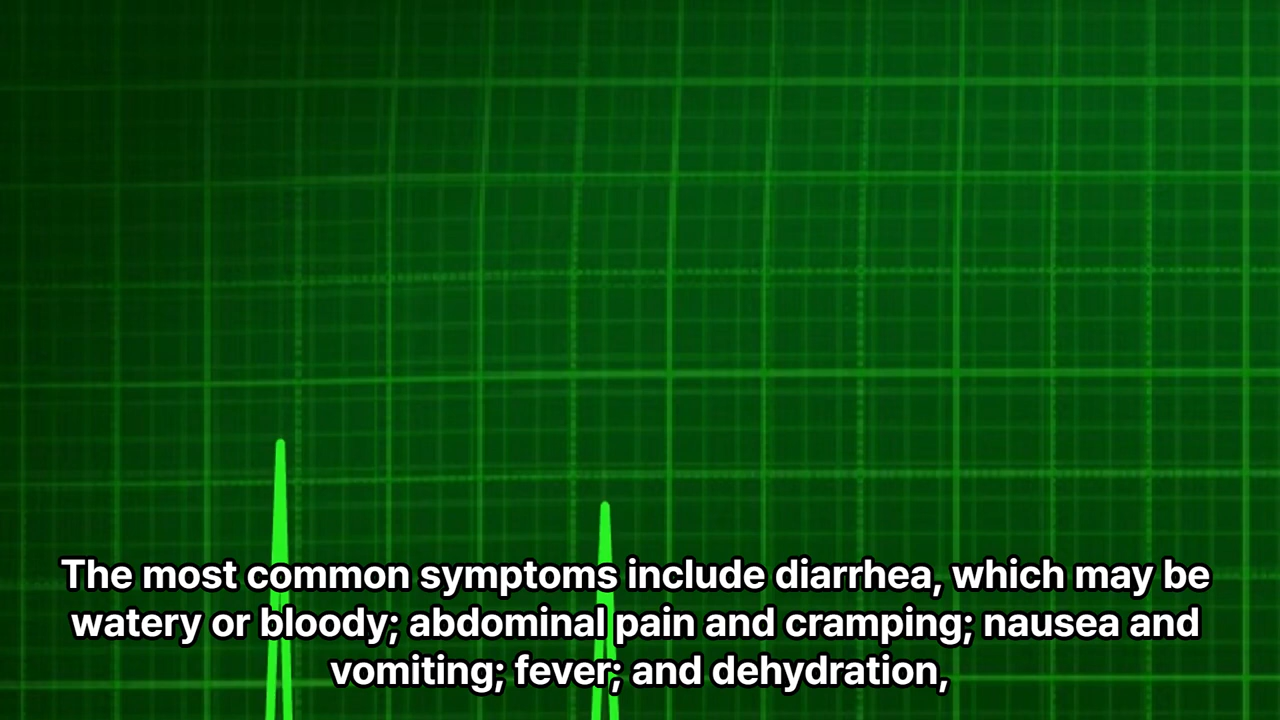 The most common symptoms include diarrhea, which may be
watery or bloody; abdominal pain and cramping; nausea and
vomiting; fever; and dehydration,